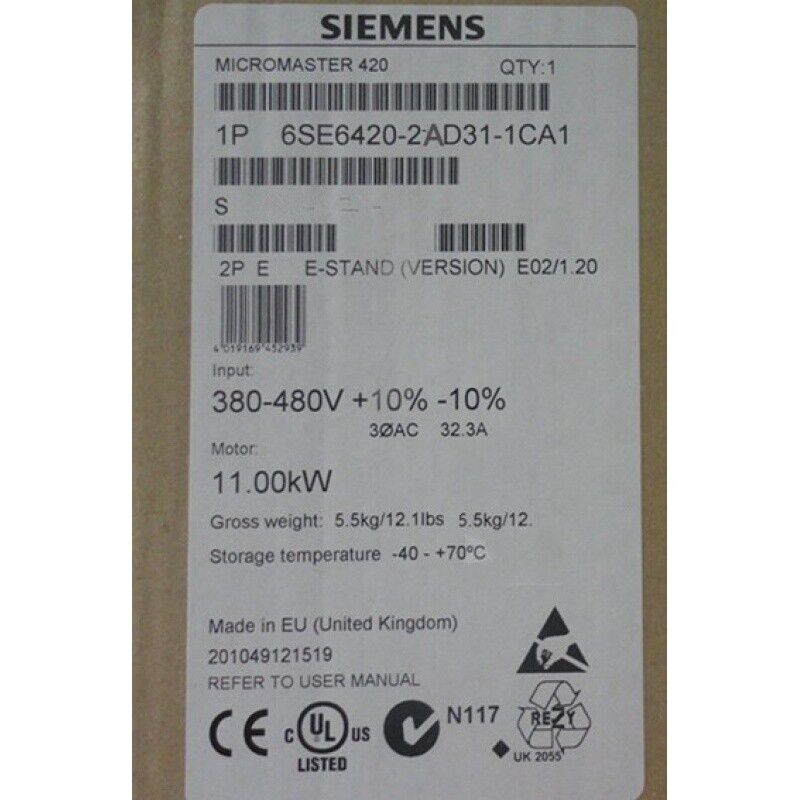 SIEMENS
MICROMASTER 420 QTY:1
1P 6SE6420-2AD31-1CA1
S
2P E E-STAND (VERSION) E02/1.20
4 019169 452939
Input:
380-480V +10% -10%
3ØAC 32.3A
Motor:
11.00kW
Gross weight: 5.5kg/12.1lbs 5.5kg/12.
Storage temperature -40 - +70ºC
Made in EU (United Kingdom)
201049121519
REFER TO USER MANUAL
CE C UL US N117 REZY
LISTED UK 2055